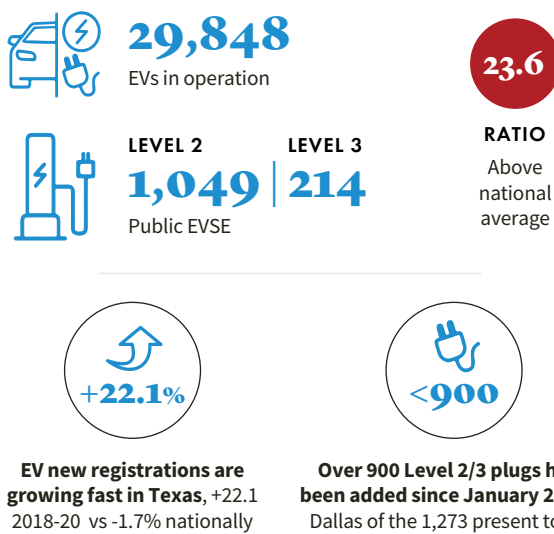 29,848
EVs in operation
23.6
RATIO
Above
national
average
LEVEL 2
LEVEL 3
1,049 | 214
Public EVSE
+22.1%
<900
EV new registrations are
growing fast in Texas, +22.1
2018-20 vs -1.7% nationally
Over 900 Level 2/3 plugs
been added since January
Dallas of the 1,273 present